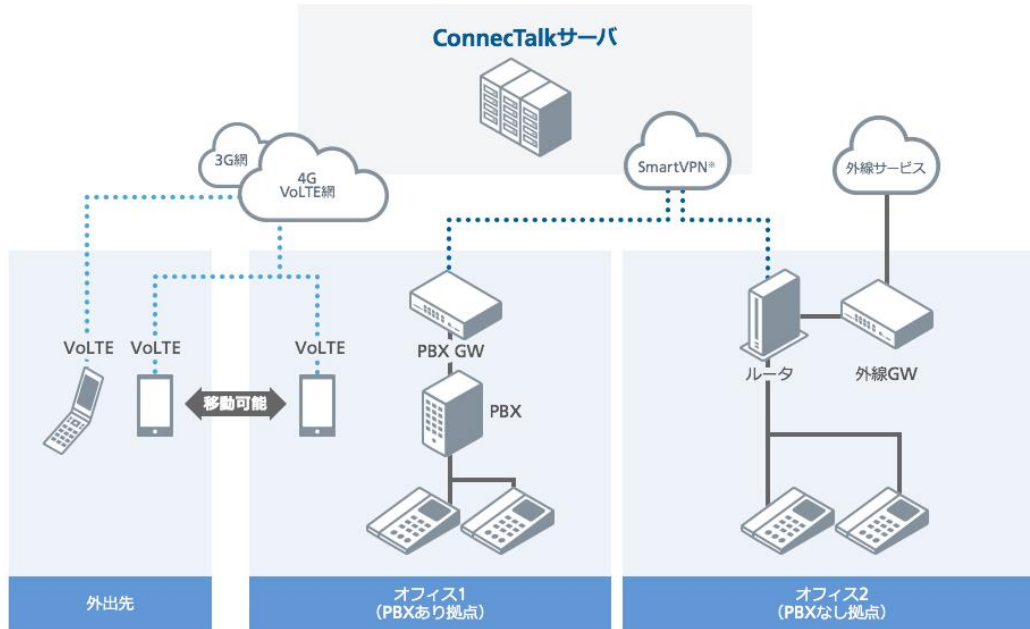 ConnecTalkサーバ
3G網
4G
VoLTE網
SmartVPN※
外線サービス
VoLTE
VoLTE
VoLTE
移動可能
PBX GW
PBX
ルータ
外線GW
外出先
オフィス1
（PBXあり拠点）
オフィス2
（PBXなし拠点）